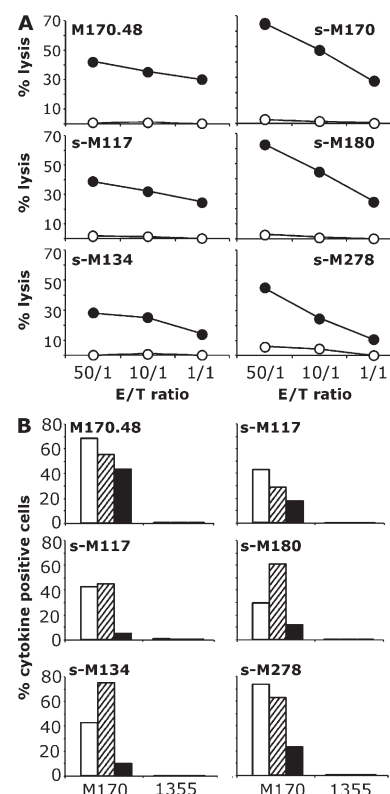 A
M170.48
s-M170
70
50
30
10
% lysis
s-M117
s-M180
70
50
30
10
% lysis
s-M134
s-M278
70
50
30
10
% lysis
50/1 10/1 1/1 50/1 10/1 1/1
E/T ratio E/T ratio
B
% cytokine positive cells
M170.48
s-M117
80
60
40
20
0
s-M117
s-M180
80
60
40
20
0
s-M134
s-M278
80
60
40
20
0
M170 1355 M170 1355